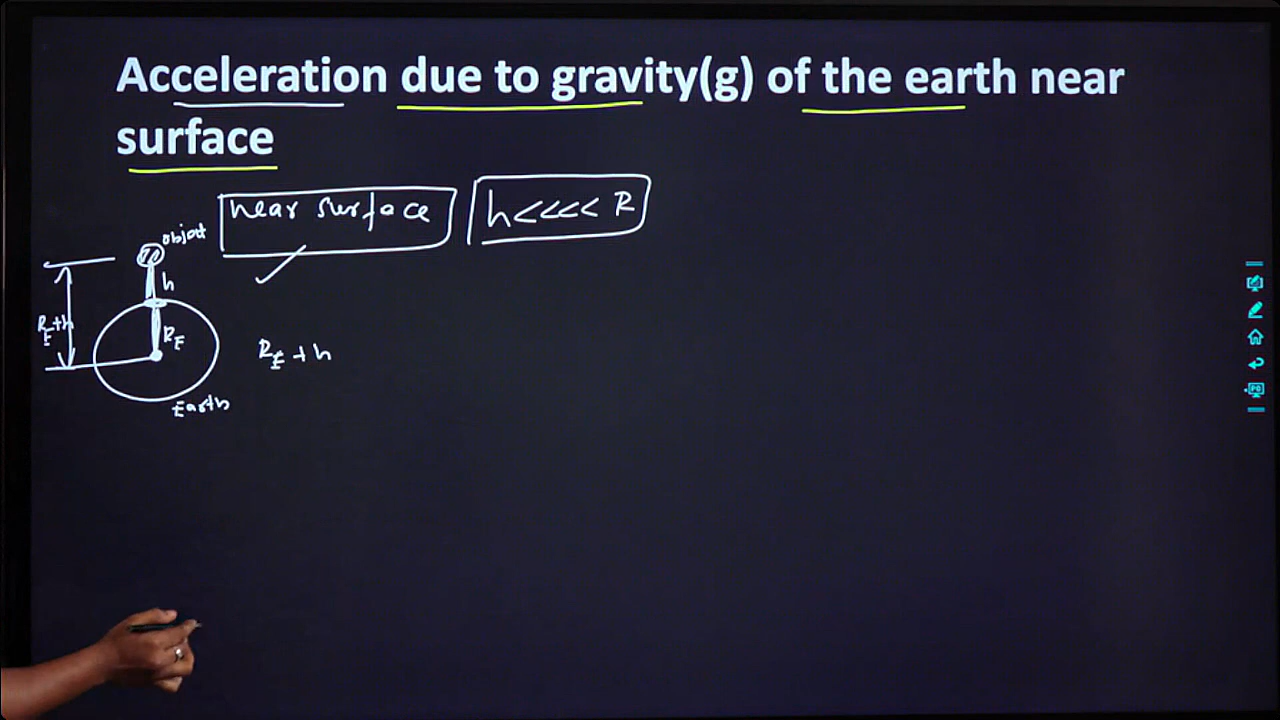 Acceleration due to gravity(g) of the earth near
surface
near surface
h<<<< R
object
h
R_E+h
R_E
R_E + h
Earth